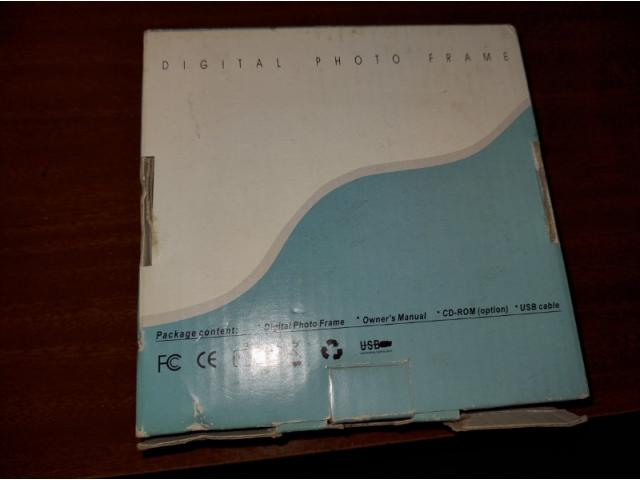 DIGITAL PHOTO FRAME
Package content: * Digital Photo Frame * Owner's Manual * CD-ROM (option) * USB cable
FC CE USB